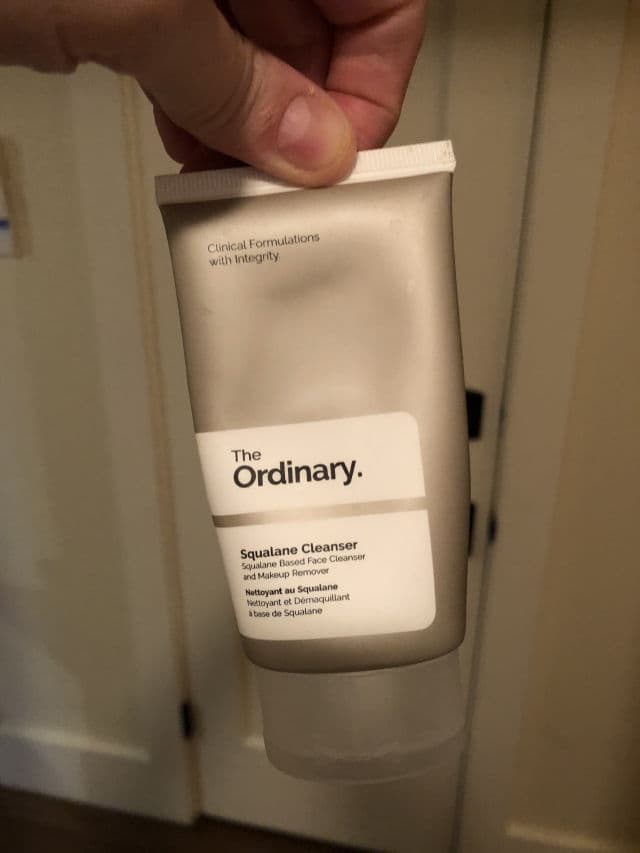 Clinical Formulations
with Integrity.
The
Ordinary.
Squalane Cleanser
Squalane Based Face Cleanser
and Makeup Remover
Nettoyant au Squalane
Nettoyant et Démaquillant
à base de Squalane